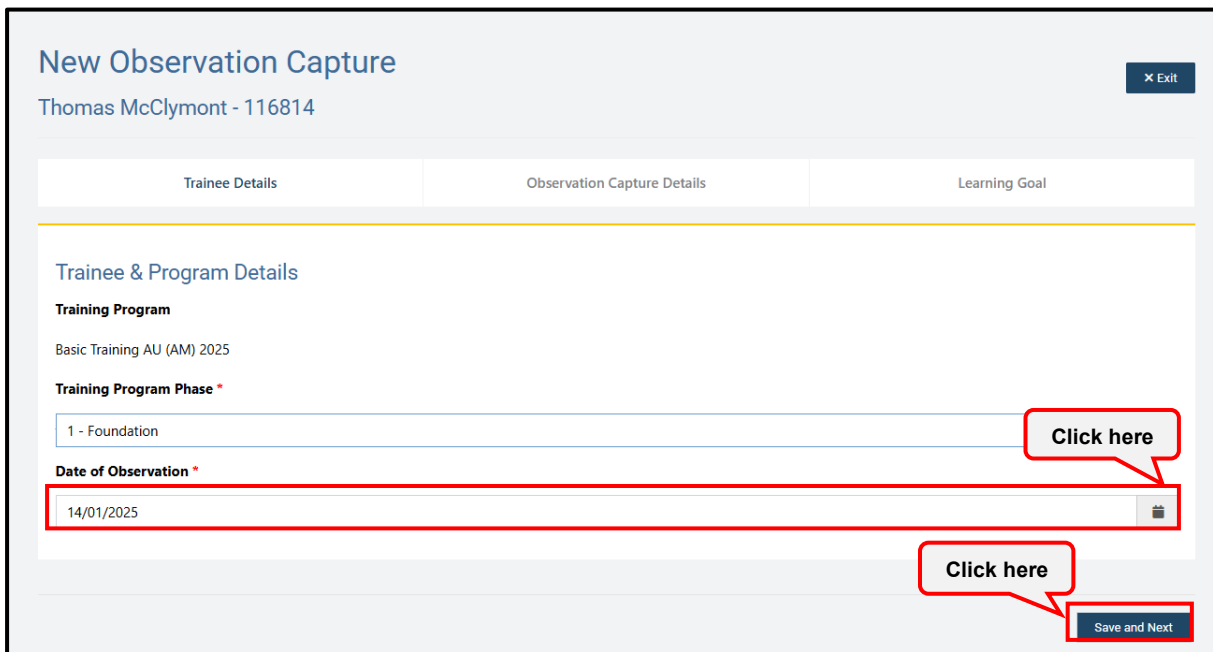 New Observation Capture
× Exit
Thomas McClymont - 116814
Trainee Details
Observation Capture Details
Learning Goal
Trainee & Program Details
Training Program
Basic Training AU (AM) 2025
Training Program Phase *
1 - Foundation
Click here
Date of Observation *
14/01/2025
Click here
Save and Next